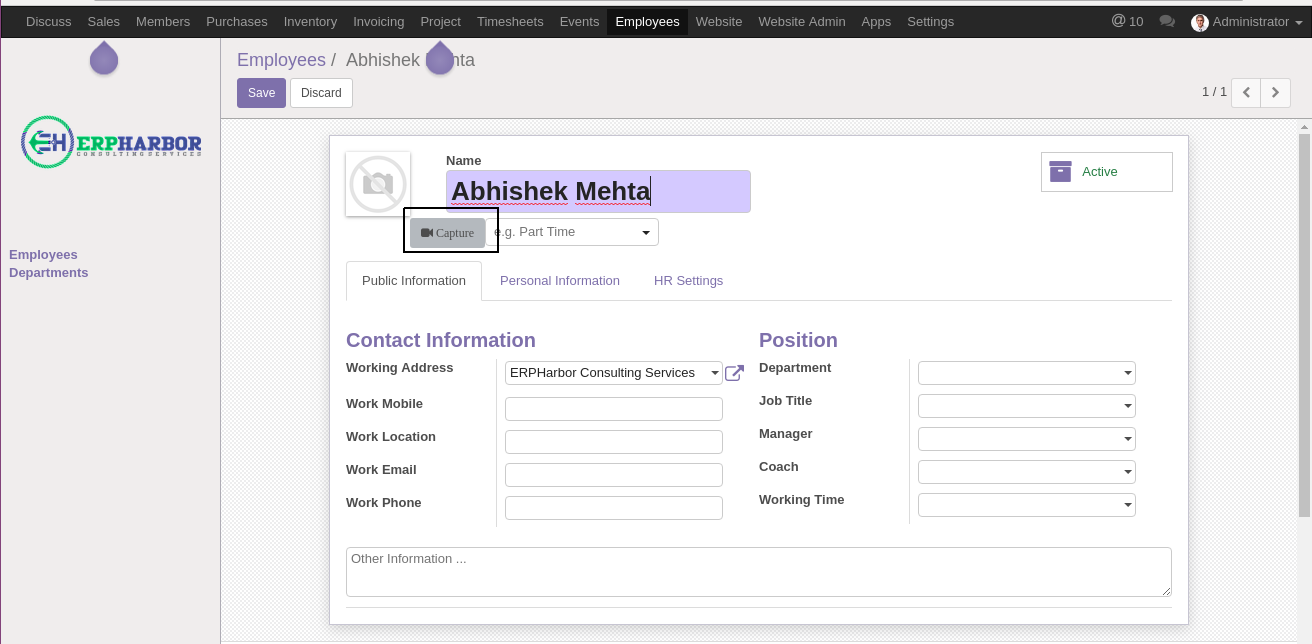 Discuss Sales Members Purchases Inventory Invoicing Project Timesheets Events Employees Website Website Admin Apps Settings @ 10 Administrator
Employees / Abhishek nta
Save Discard 1 / 1
EH ERPHARBOR
CONSULTING SERVICES
Employees
Departments
Name
Abhishek Mehta
Active
Capture e.g. Part Time
Public Information Personal Information HR Settings
Contact Information Position
Working Address ERPHarbor Consulting Services Department
Work Mobile Job Title
Work Location Manager
Work Email Coach
Work Phone Working Time
Other Information ...